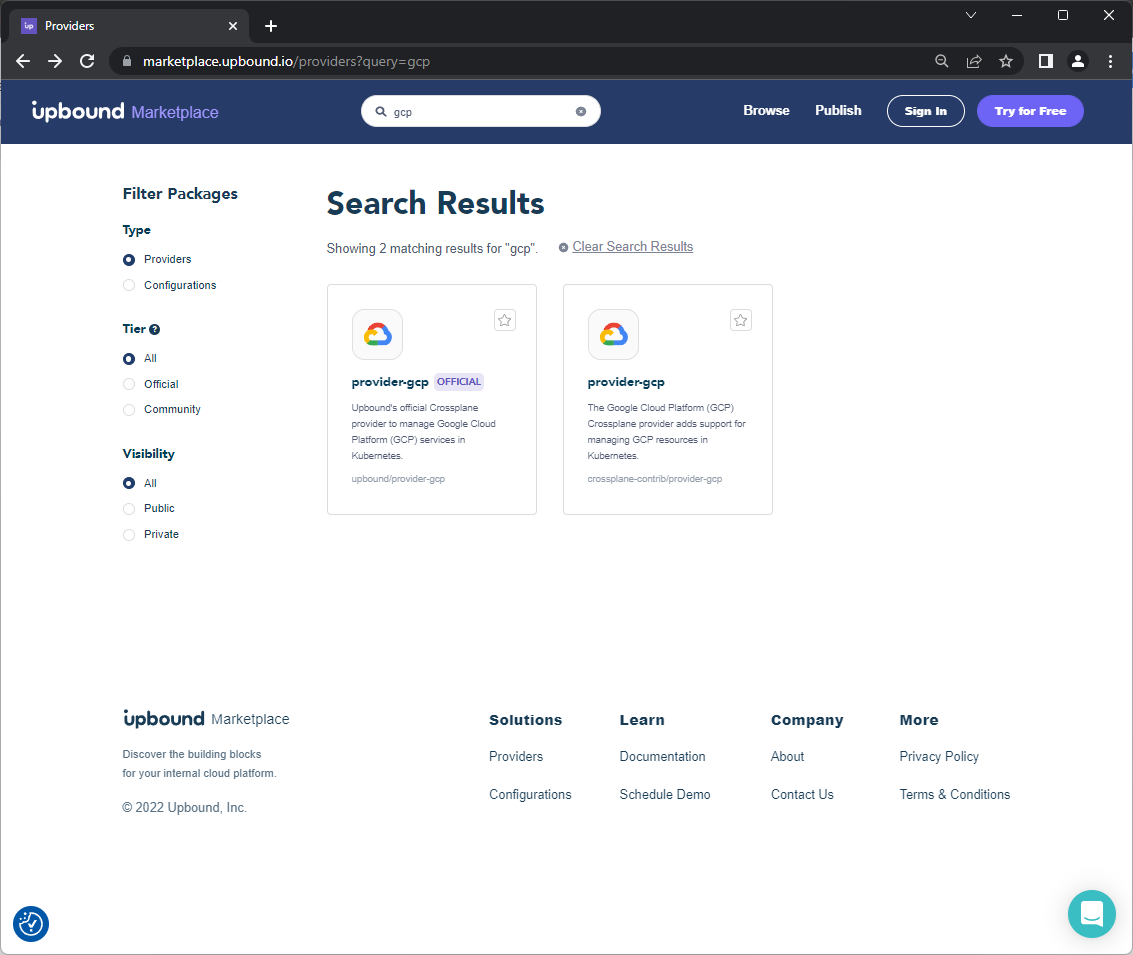 up Providers
marketplace.upbound.io/providers?query=gcp
upbound Marketplace
gcp
Browse
Publish
Sign In
Try for Free
Filter Packages
Type
Providers
Configurations
Tier ?
All
Official
Community
Visibility
All
Public
Private
Search Results
Showing 2 matching results for "gcp".
Clear Search Results
provider-gcp OFFICIAL
Upbound's official Crossplane
provider to manage Google Cloud
Platform (GCP) services in
Kubernetes.
upbound/provider-gcp
provider-gcp
The Google Cloud Platform (GCP)
Crossplane provider adds support for
managing GCP resources in
Kubernetes.
crossplane-contrib/provider-gcp
upbound Marketplace
Discover the building blocks
for your internal cloud platform.
© 2022 Upbound, Inc.
Solutions
Providers
Configurations
Learn
Documentation
Schedule Demo
Company
About
Contact Us
More
Privacy Policy
Terms & Conditions